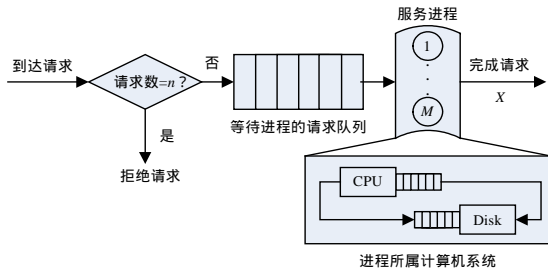 服务进程
到达请求
请求数=n？
否
1
完成请求
X
M
等待进程的请求队列
是
拒绝请求
CPU
Disk
进程所属计算机系统